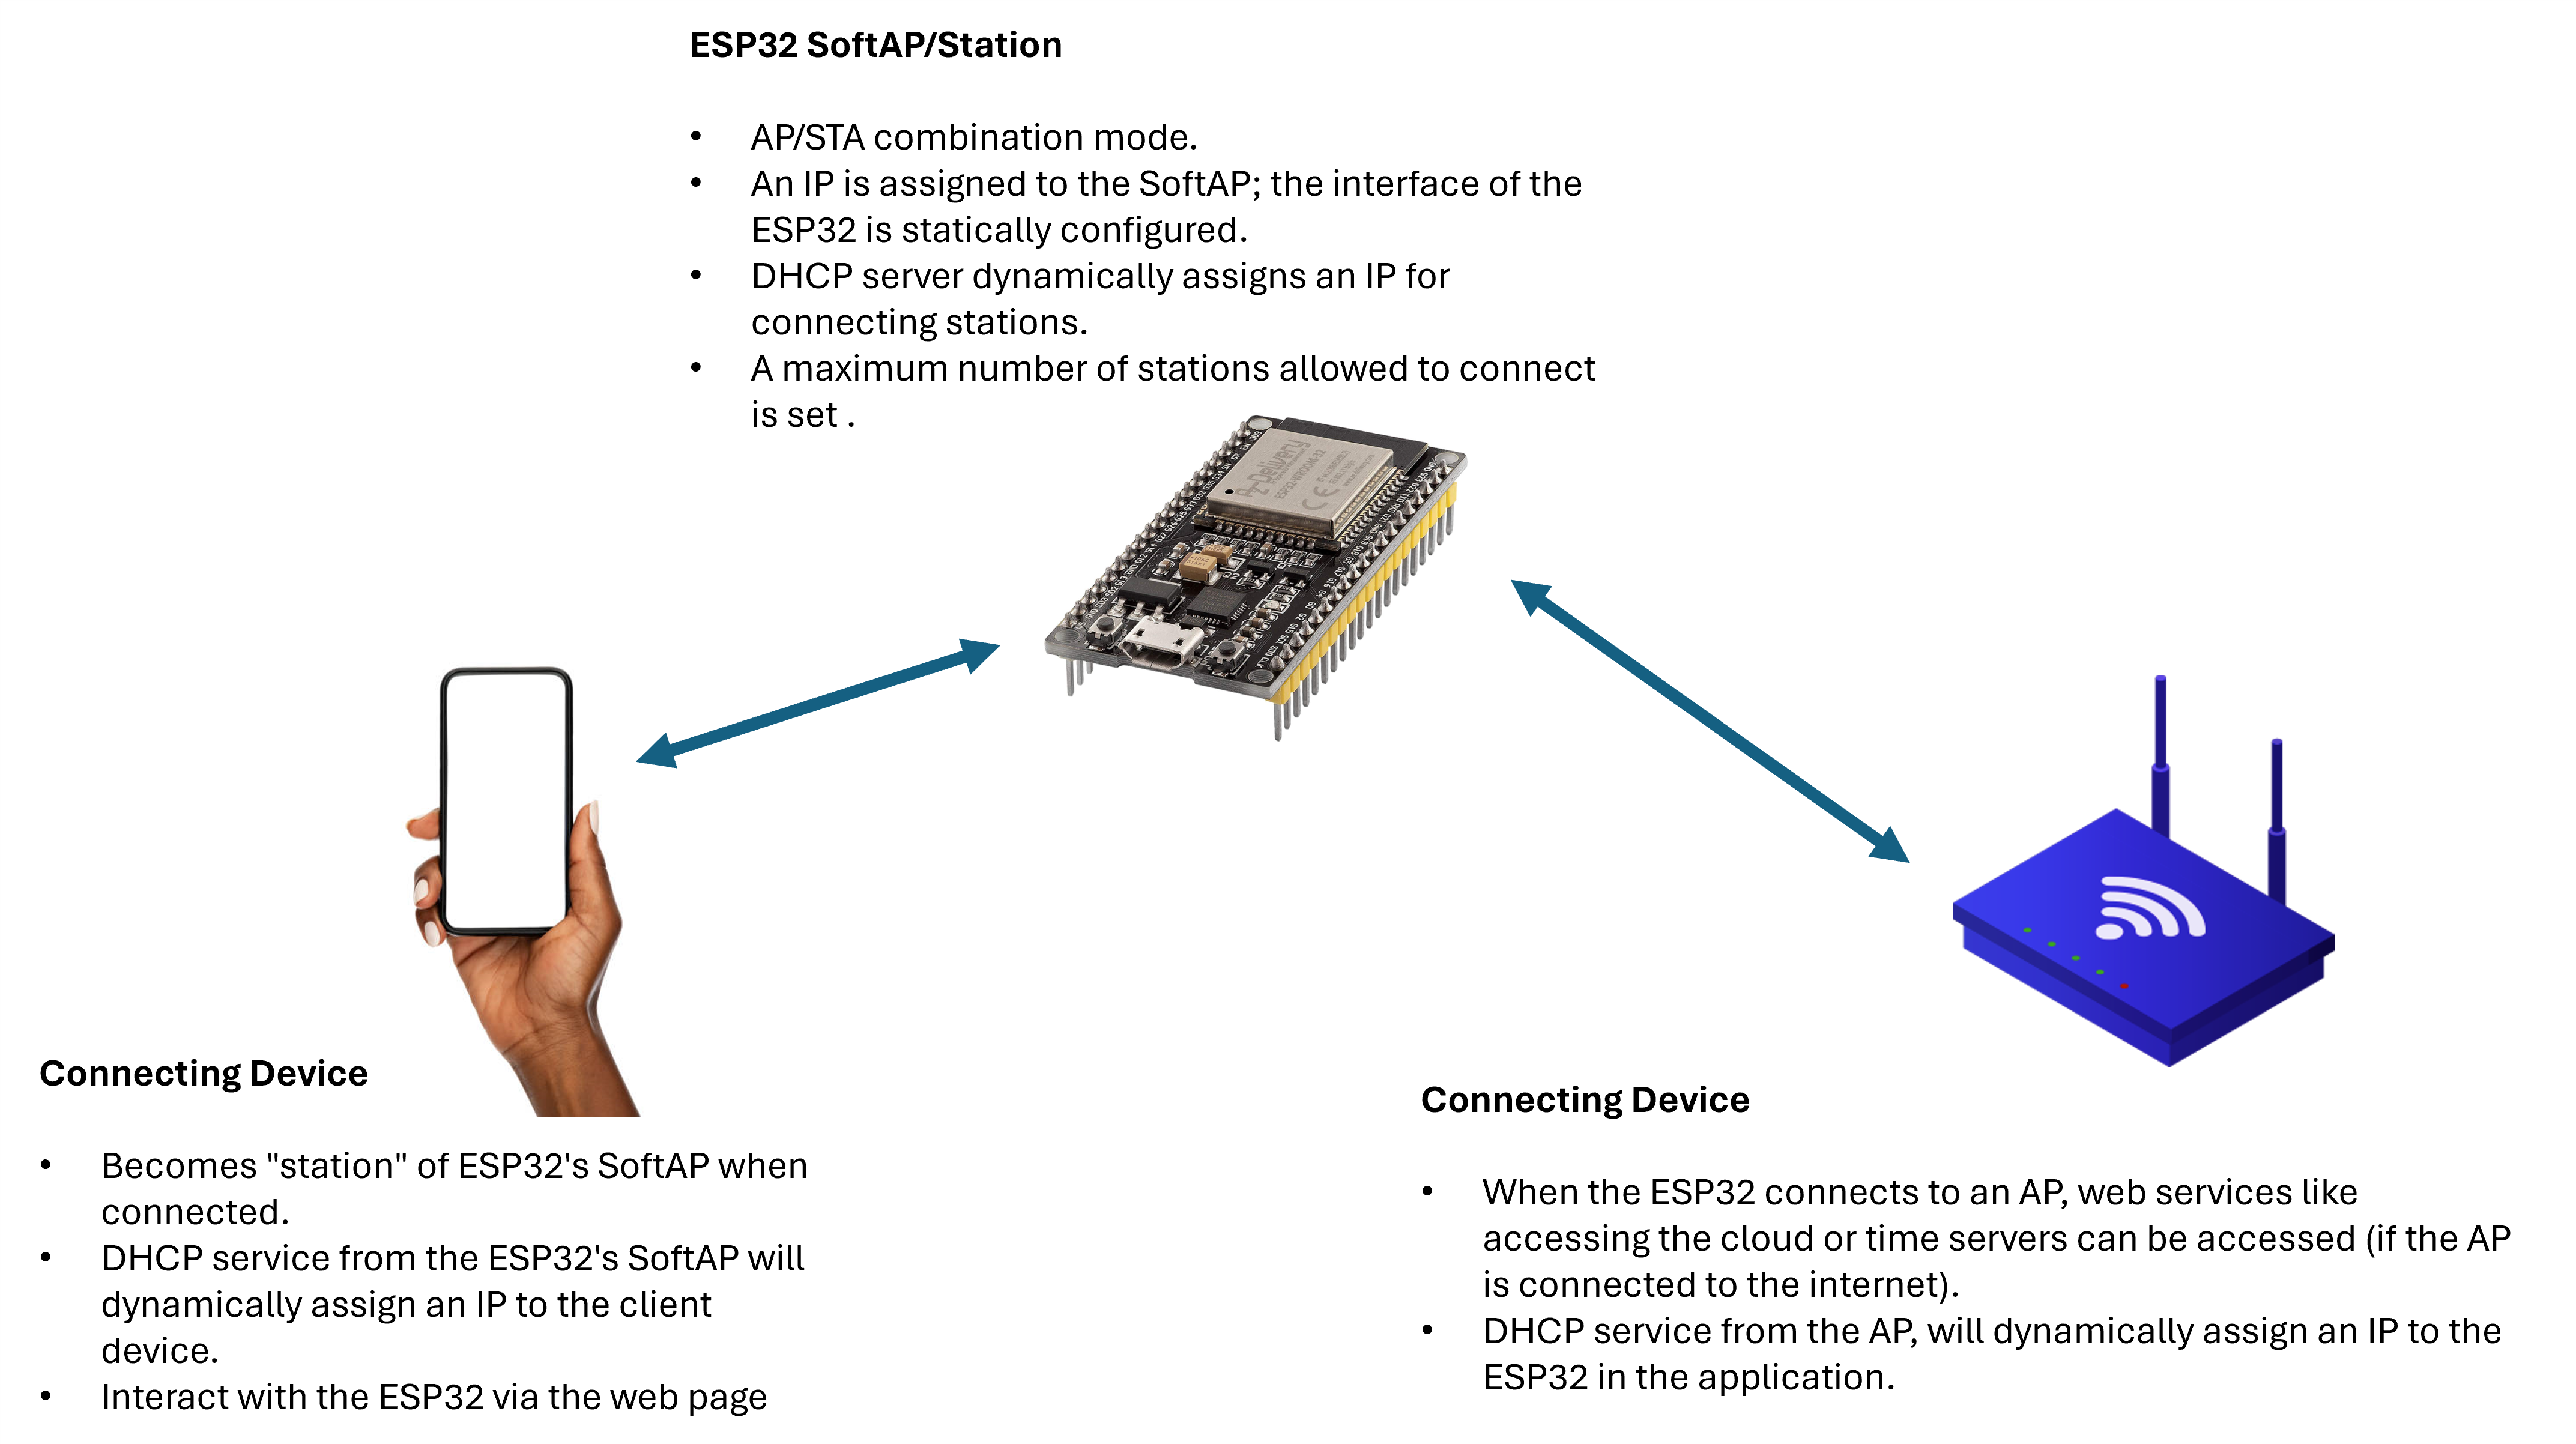 ESP32 SoftAP/Station
• AP/STA combination mode.
• An IP is assigned to the SoftAP; the interface of the
ESP32 is statically configured.
• DHCP server dynamically assigns an IP for
connecting stations.
• A maximum number of stations allowed to connect
is set .
Az-Delivery
ESP32-WROOM-32
CE
Connecting Device
• Becomes "station" of ESP32's SoftAP when
connected.
• DHCP service from the ESP32's SoftAP will
dynamically assign an IP to the client
device.
• Interact with the ESP32 via the web page
Connecting Device
• When the ESP32 connects to an AP, web services like
accessing the cloud or time servers can be accessed (if the AP
is connected to the internet).
• DHCP service from the AP, will dynamically assign an IP to the
ESP32 in the application.